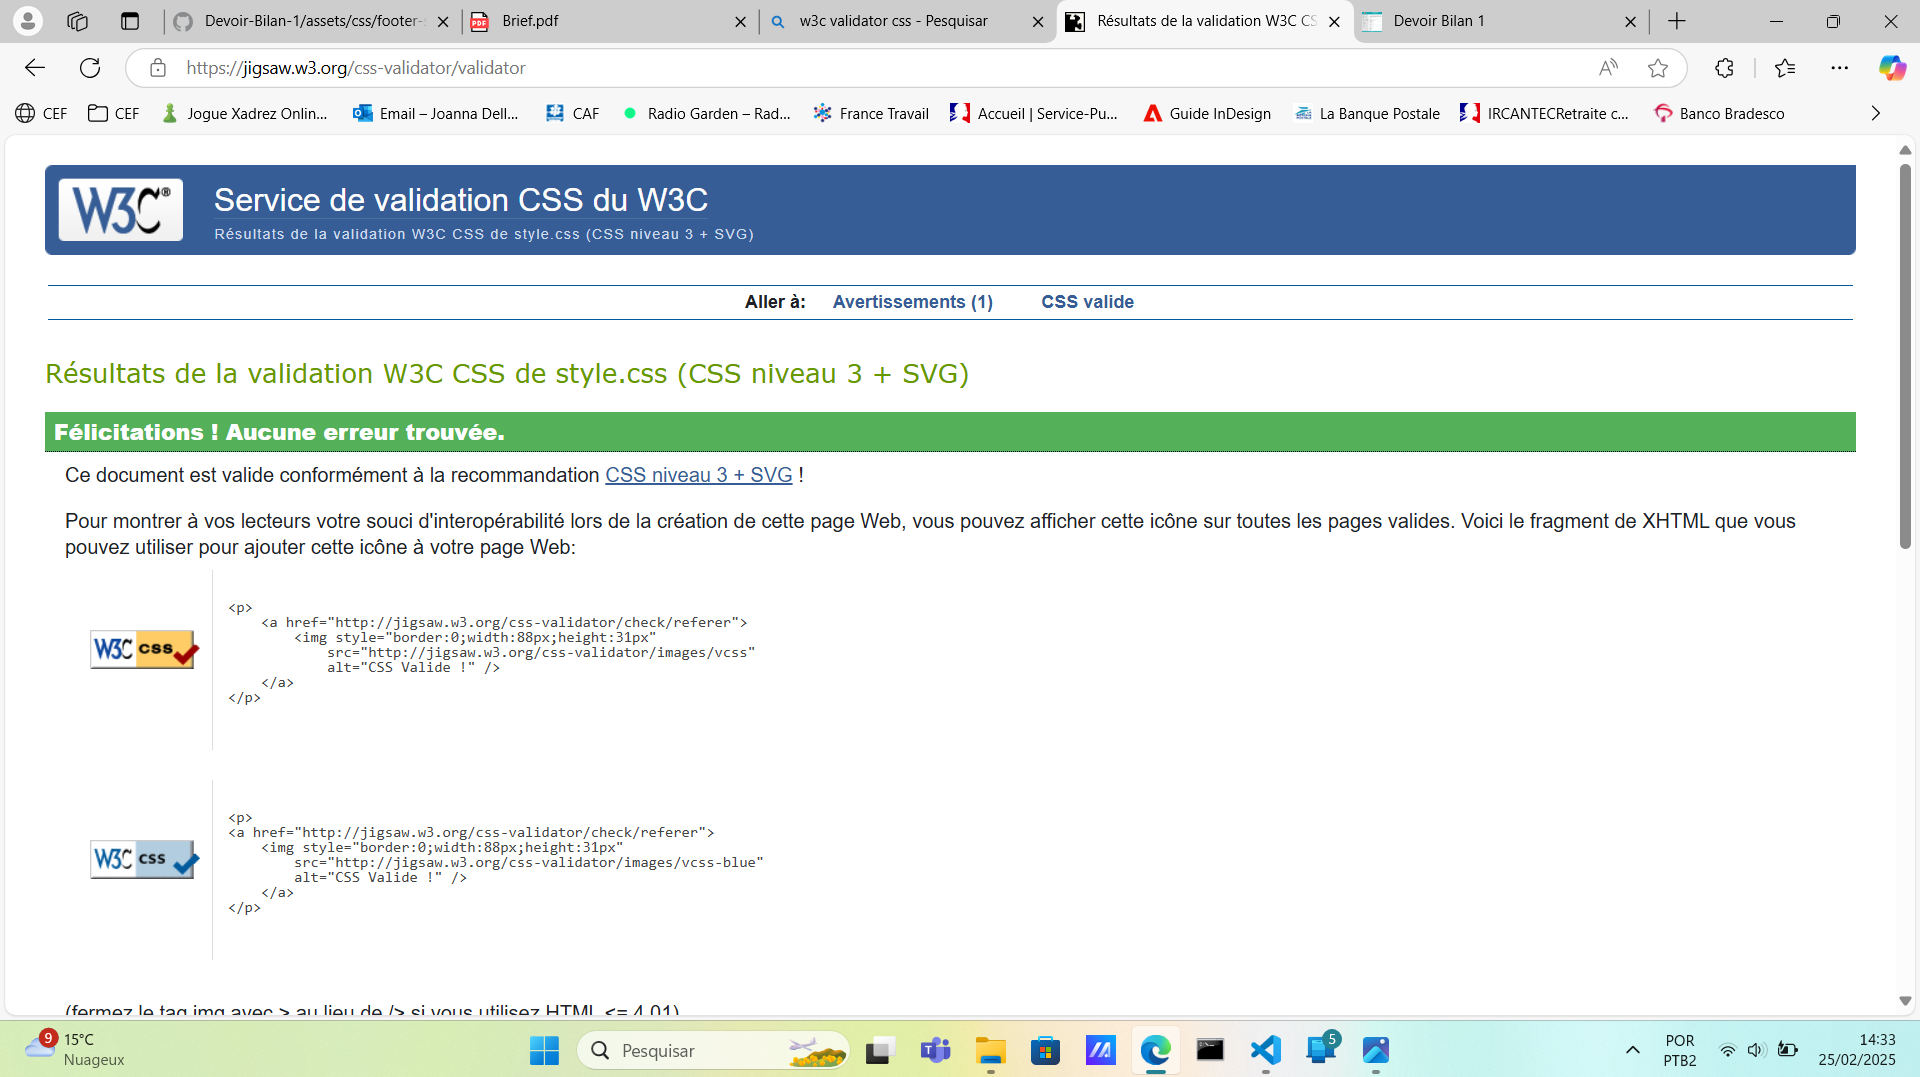 Devoir-Bilan-1/assets/css/footer-
Brief.pdf
w3c validator css - Pesquisar
Résultats de la validation W3C CS
Devoir Bilan 1
https://jigsaw.w3.org/css-validator/validator
CEF
CEF
Jogue Xadrez Onlin...
Email – Joanna Dell...
CAF
Radio Garden – Rad...
France Travail
Accueil | Service-Pu...
Guide InDesign
La Banque Postale
IRCANTECRetraite c...
Banco Bradesco
W3C®
Service de validation CSS du W3C
Résultats de la validation W3C CSS de style.css (CSS niveau 3 + SVG)
Aller à: Avertissements (1) CSS valide
Résultats de la validation W3C CSS de style.css (CSS niveau 3 + SVG)
Félicitations ! Aucune erreur trouvée.
Ce document est valide conformément à la recommandation CSS niveau 3 + SVG !
Pour montrer à vos lecteurs votre souci d'interopérabilité lors de la création de cette page Web, vous pouvez afficher cette icône sur toutes les pages valides. Voici le fragment de XHTML que vous
pouvez utiliser pour ajouter cette icône à votre page Web:
W3C css
<p>
<a href="http://jigsaw.w3.org/css-validator/check/referer">
<img style="border:0;width:88px;height:31px"
src="http://jigsaw.w3.org/css-validator/images/vcss"
alt="CSS Valide !" />
</a>
</p>
W3C css
<p>
<a href="http://jigsaw.w3.org/css-validator/check/referer">
<img style="border:0;width:88px;height:31px"
src="http://jigsaw.w3.org/css-validator/images/vcss-blue"
alt="CSS Valide !" />
</a>
</p>
(fermez le tag img avec > au lieu de /> si vous utilisez HTML <= 4.01)
9
15°C
Nuageux
Pesquisar
5
POR
PTB2
14:33
25/02/2025